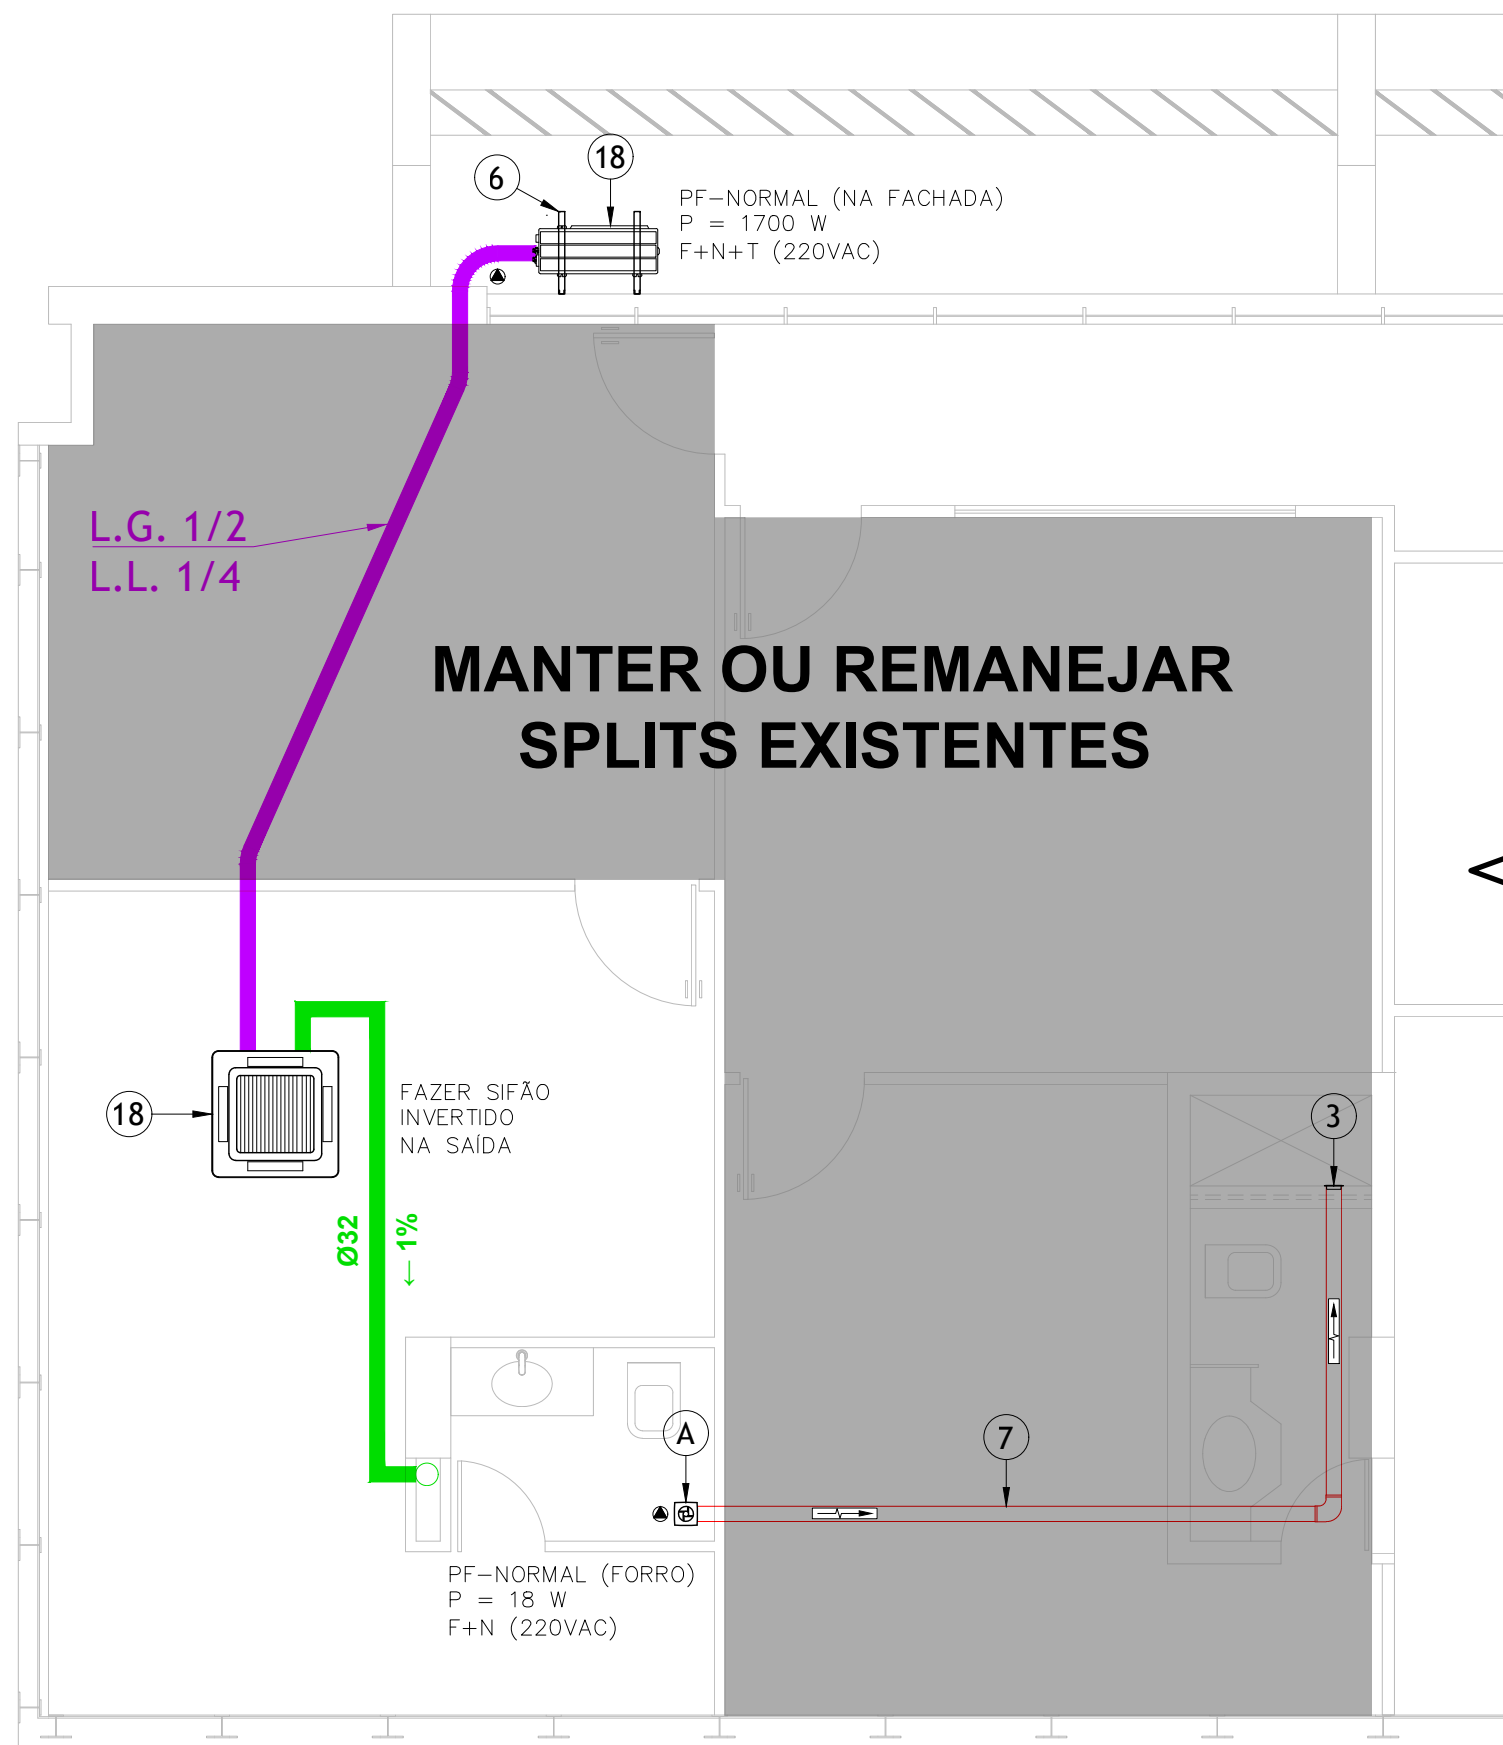 6
18
PF-NORMAL (NA FACHADA)
P = 1700 W
F+N+T (220VAC)
L.G. 1/2
L.L. 1/4
MANTER OU REMANEJAR
SPLITS EXISTENTES
18
FAZER SIFÃO
INVERTIDO
NA SAÍDA
3
Ø32
← 1%
A
7
PF-NORMAL (FORRO)
P = 18 W
F+N (220VAC)